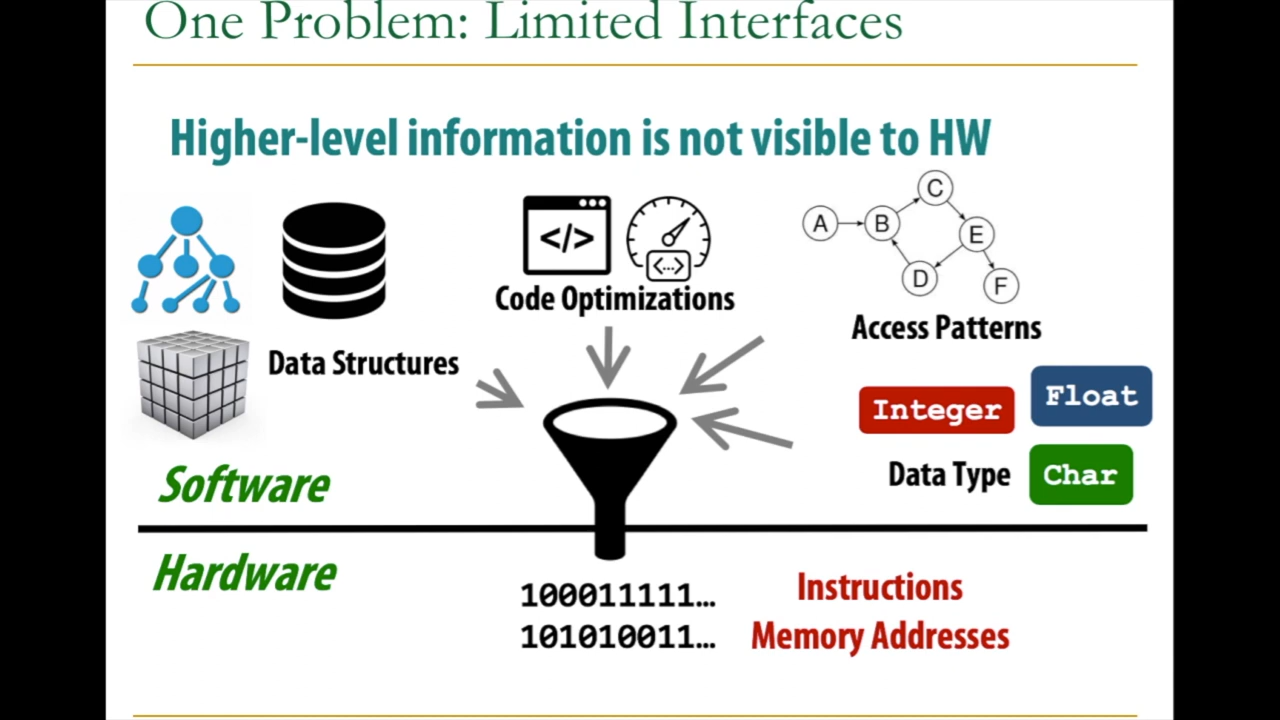 One Problem: Limited Interfaces
Higher-level information is not visible to HW
</>
<...>
Code Optimizations
A
B
C
D
E
F
Access Patterns
Data Structures
Integer
Float
Data Type
Char
Software
Hardware
100011111...
101010011...
Instructions
Memory Addresses